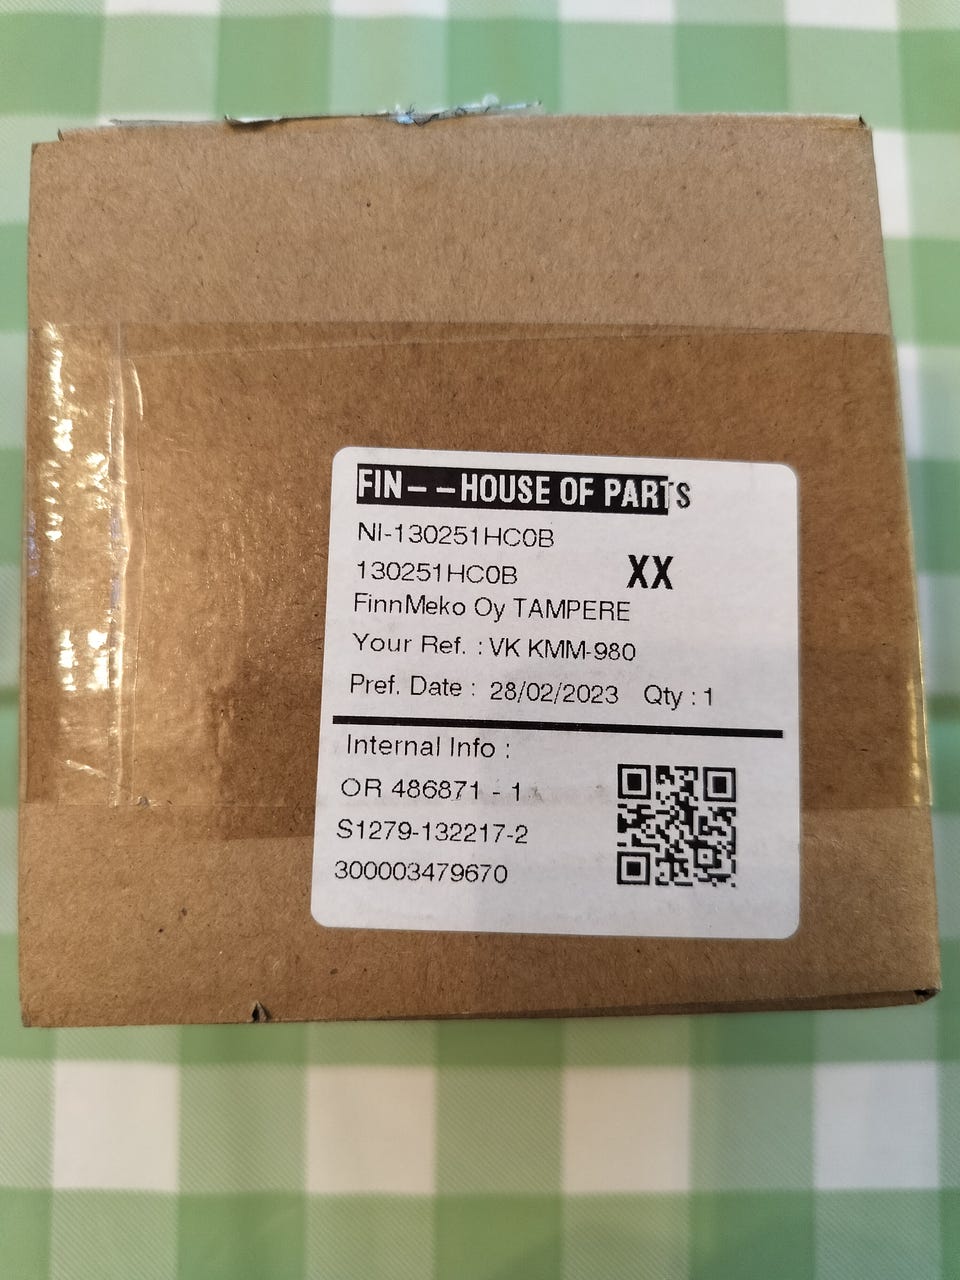 FIN- -HOUSE OF PARTS
NI-130251HC0B
130251HC0B XX
FinnMeko Oy TAMPERE
Your Ref. : VK KMM-980
Pref. Date : 28/02/2023 Qty : 1
Internal Info :
OR 486871 - 1
S1279-132217-2
300003479670